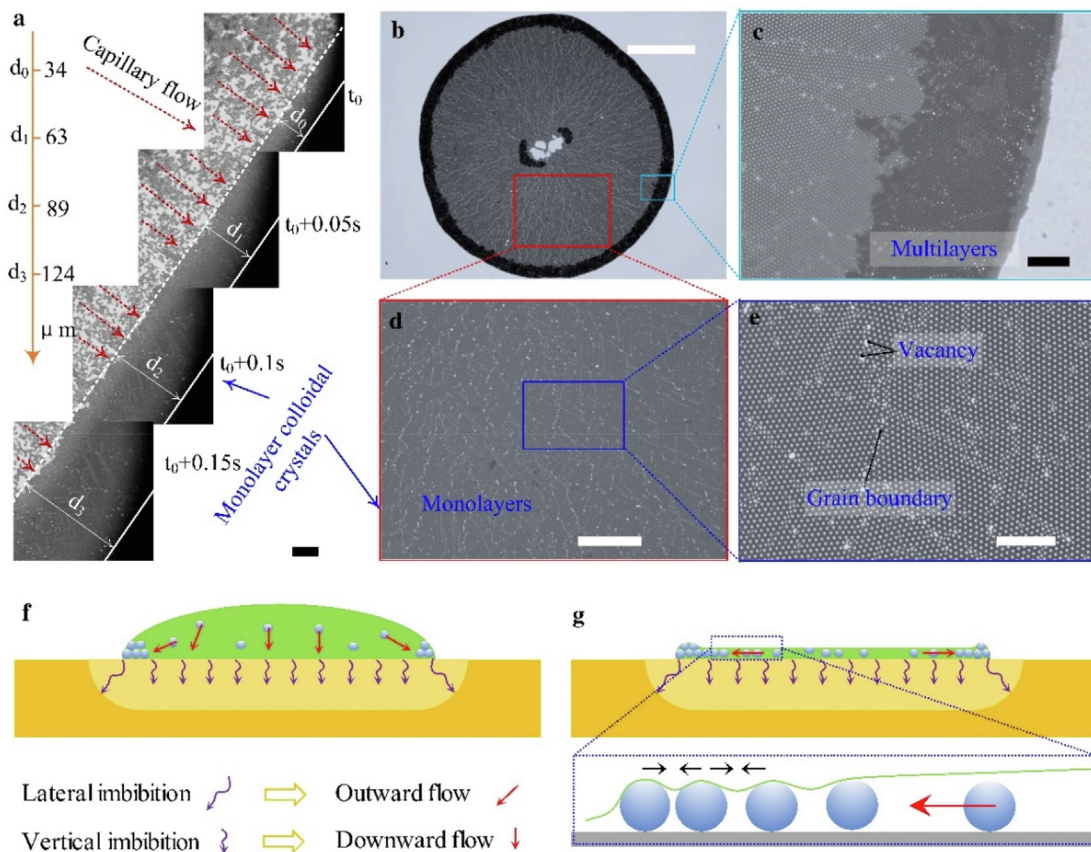 a
d0 34
d1 63
d2 89
d3 124
μ m
Capillary flow
d0
t0
d1
t0+0.05s
d2
t0+0.1s
d3
t0+0.15s
Monolayer colloidal
crystals
b
c
Multilayers
d
Monolayers
e
Vacancy
Grain boundary
f
g
Lateral imbibition
Outward flow
Vertical imbibition
Downward flow